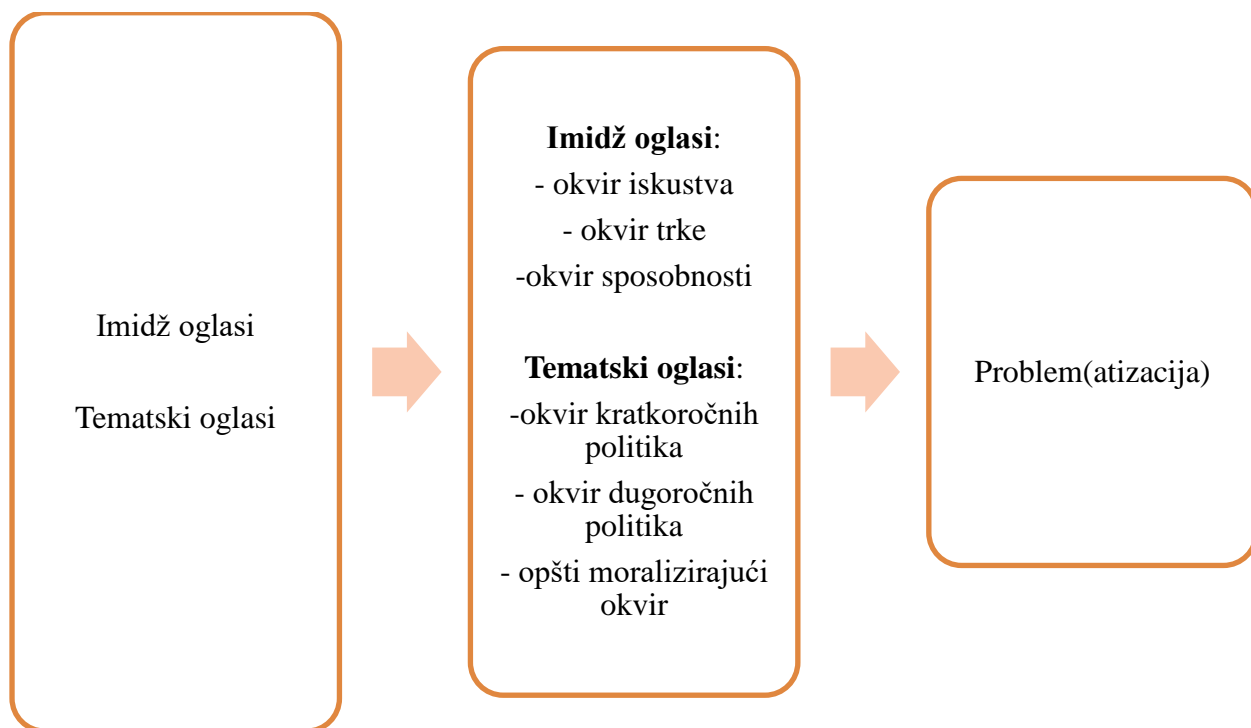 Imidž oglasi
Tematski oglasi
Imidž oglasi:
- okvir iskustva
- okvir trke
-okvir sposobnosti
Tematski oglasi:
-okvir kratkoročnih
politika
- okvir dugoročnih
politika
- opšti moralizirajući
okvir
Problem(atizacija)